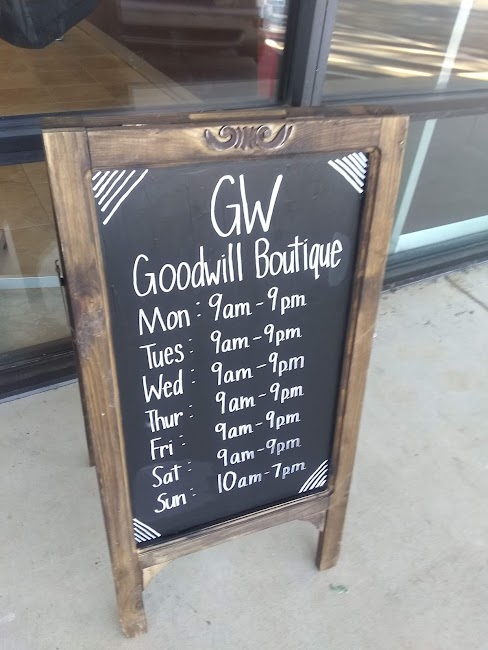 GW
Goodwill Boutique
Mon: 9am-9pm
Tues: 9am-9pm
Wed: 9am-9pm
Thur: 9am-9pm
Fri: 9am-9pm
Sat: 9am-9pm
Sun: 10am-7pm